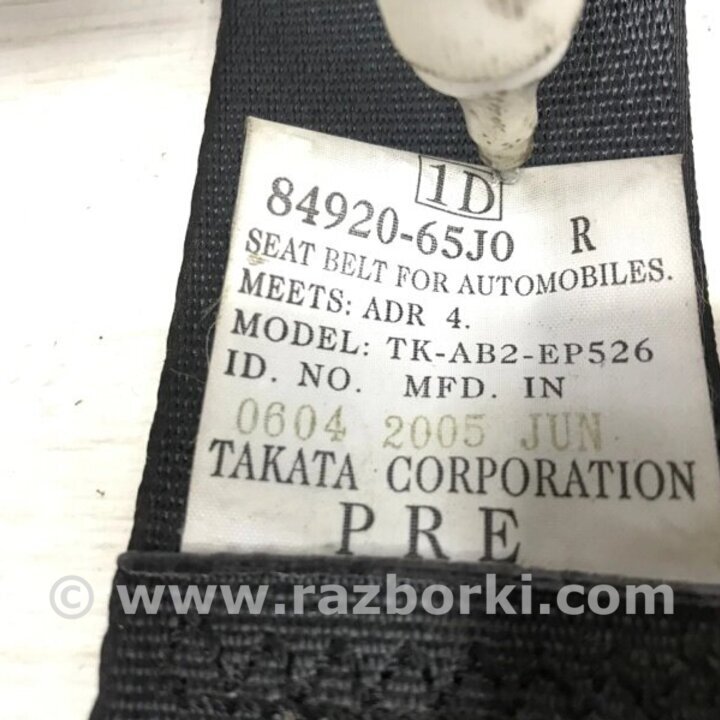 1D
84920-65J0 R
SEAT BELT FOR AUTOMOBILES.
MEETS: ADR 4.
MODEL: TK-AB2-EP526
ID. NO. MFD. IN
0604 2005 JUN
TAKATA CORPORATION
PRE
© www.razborki.com